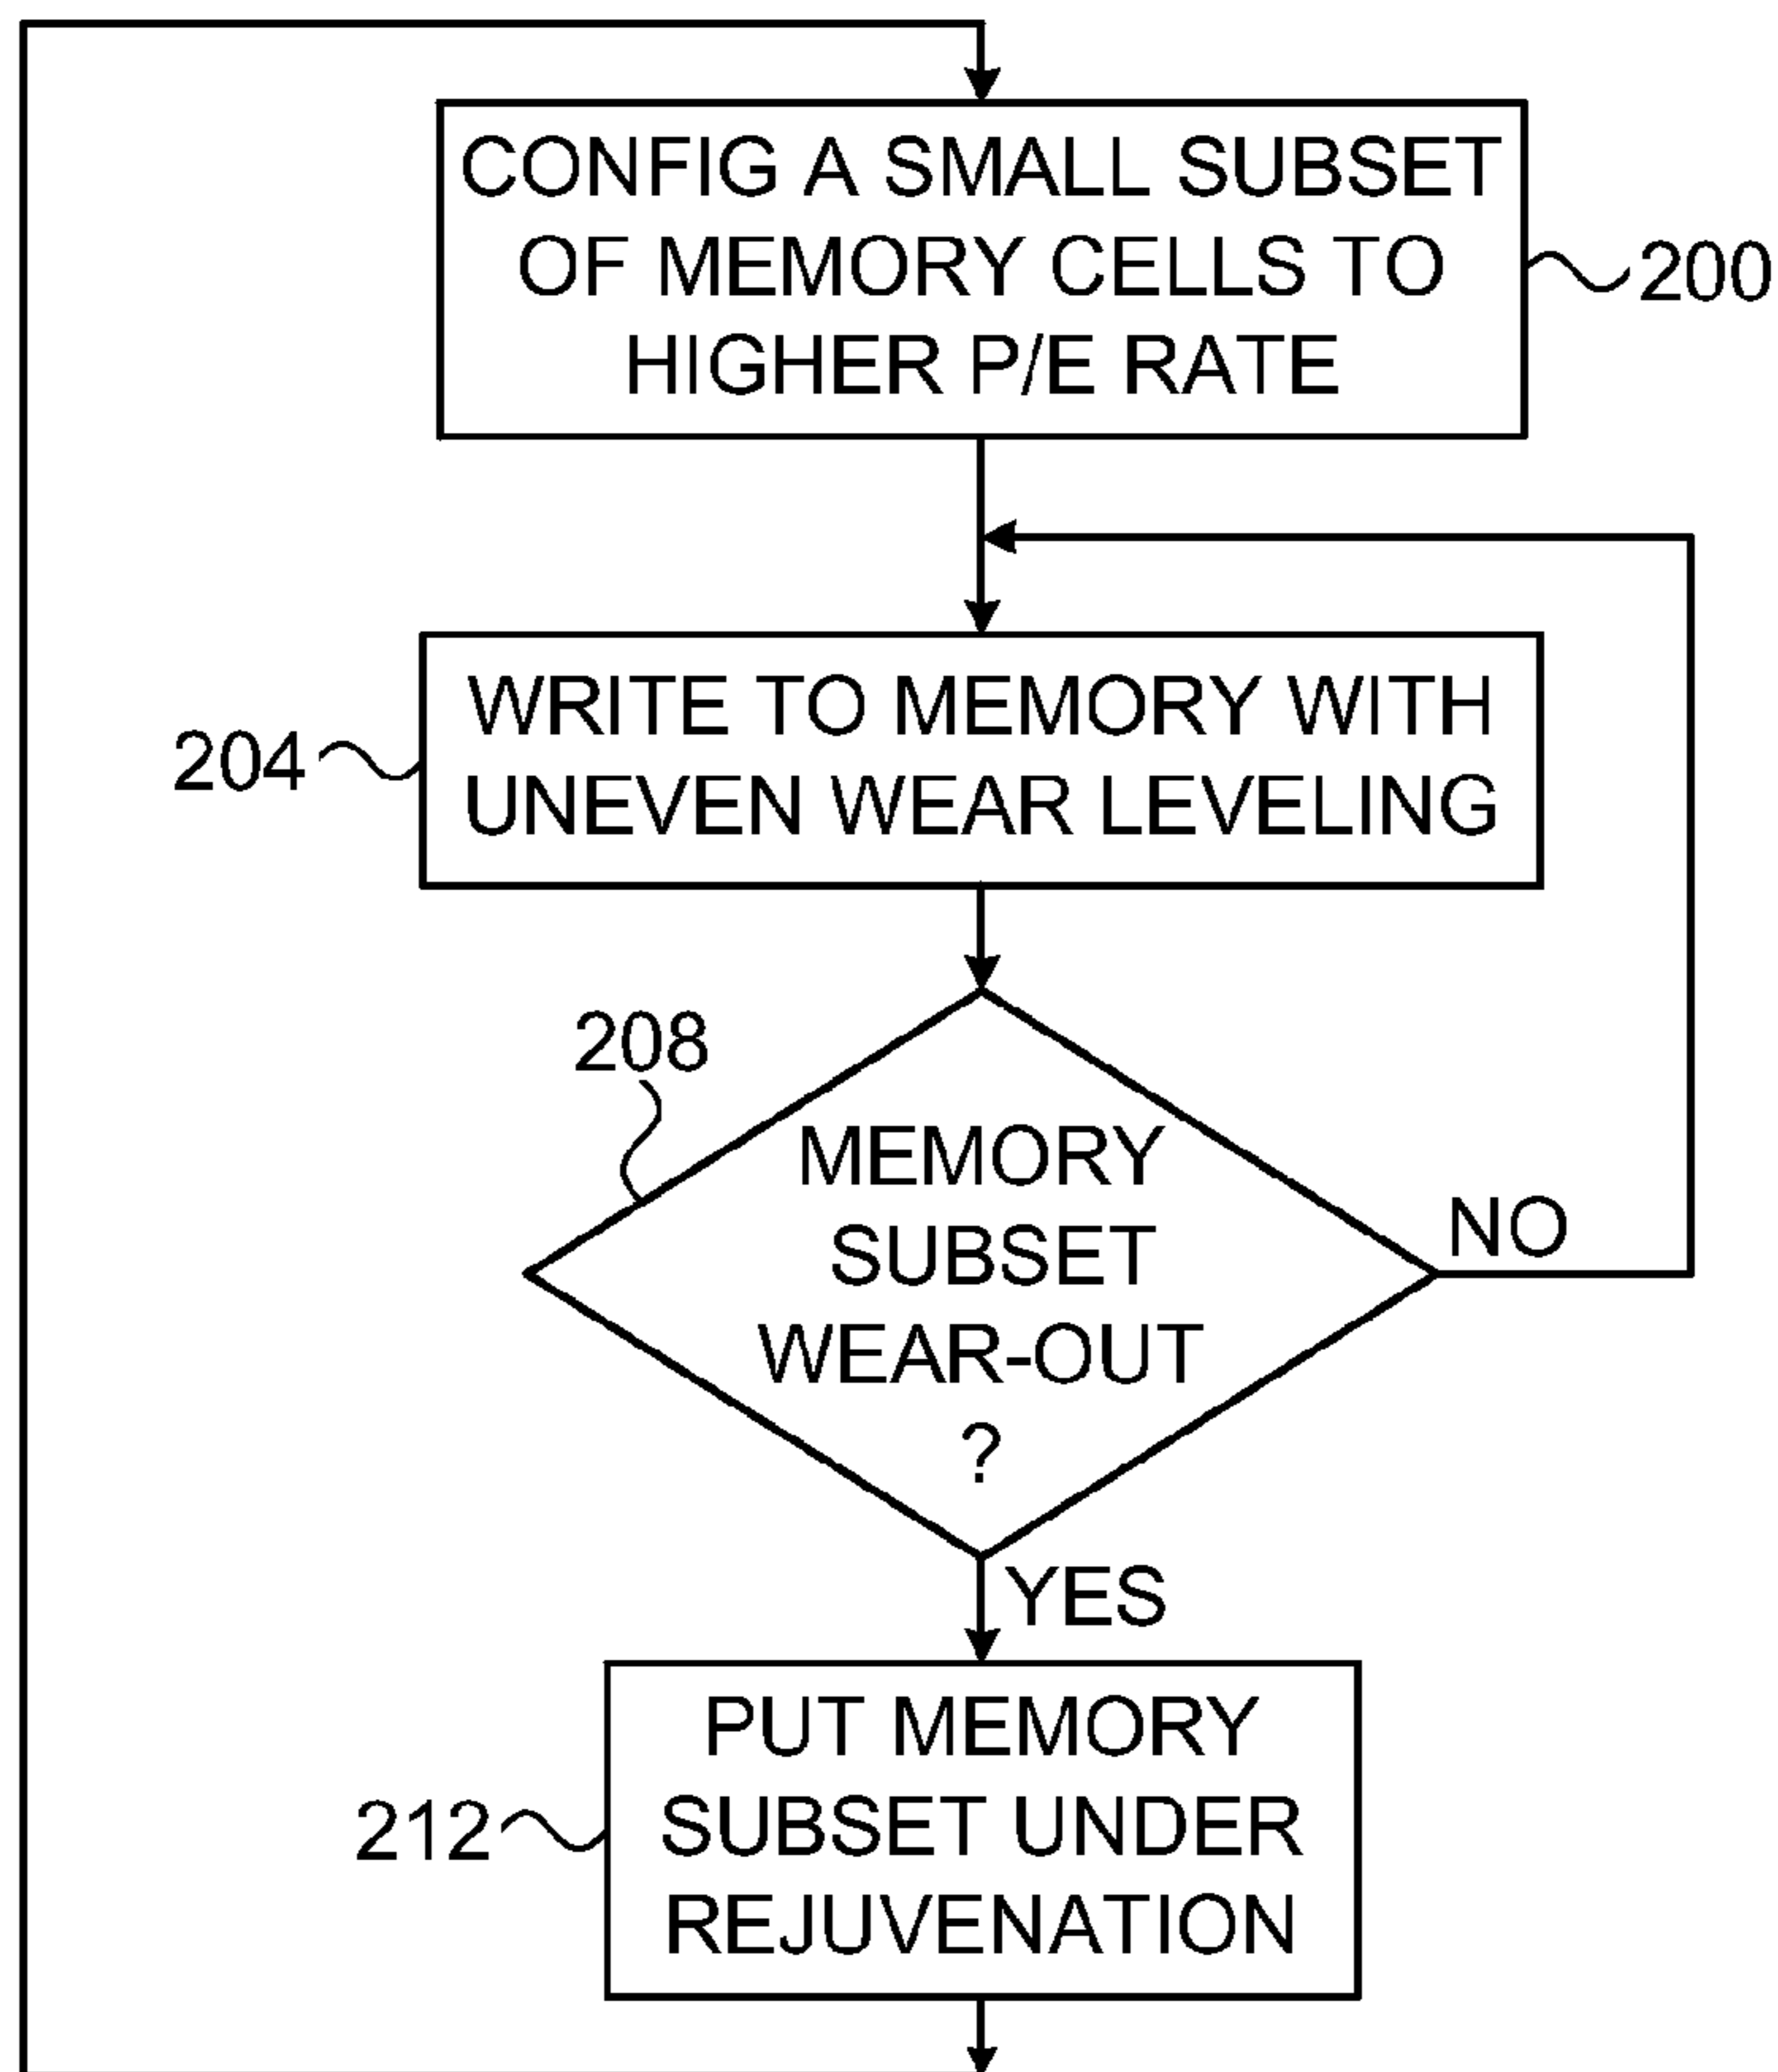 CONFIG A SMALL SUBSET
OF MEMORY CELLS TO
HIGHER P/E RATE
200
WRITE TO MEMORY WITH
UNEVEN WEAR LEVELING
204
208
MEMORY
SUBSET
WEAR-OUT
?
NO
YES
PUT MEMORY
SUBSET UNDER
REJUVENATION
212